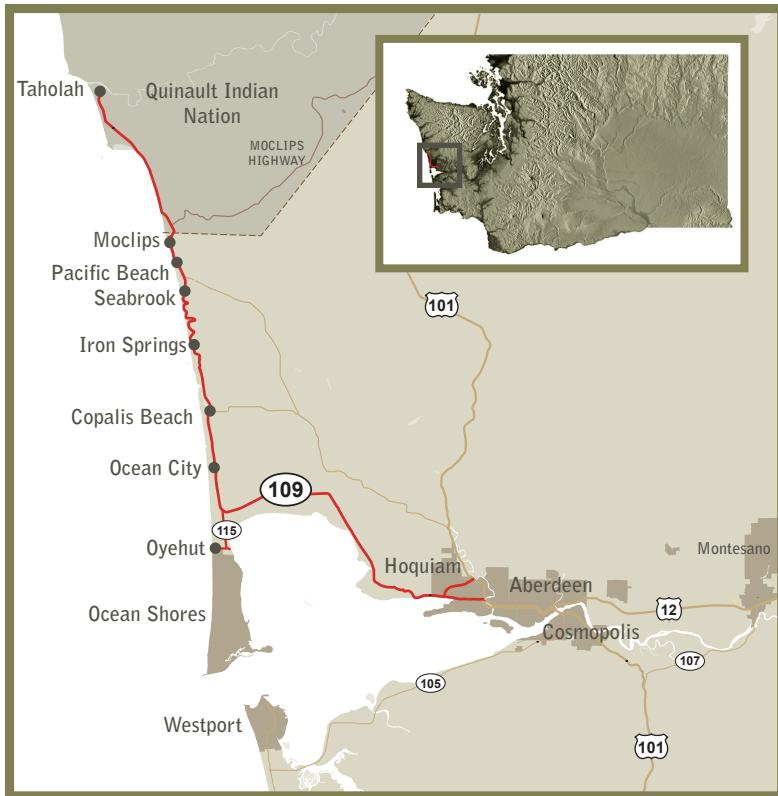 Taholah
Quinault Indian
Nation
MOCLIPS
HIGHWAY
Moclips
Pacific Beach
Seabrook
101
Iron Springs
Copalis Beach
Ocean City
109
115
Oyehut
Hoquiam
Montesano
Aberdeen
Ocean Shores
12
Cosmopolis
107
105
Westport
101